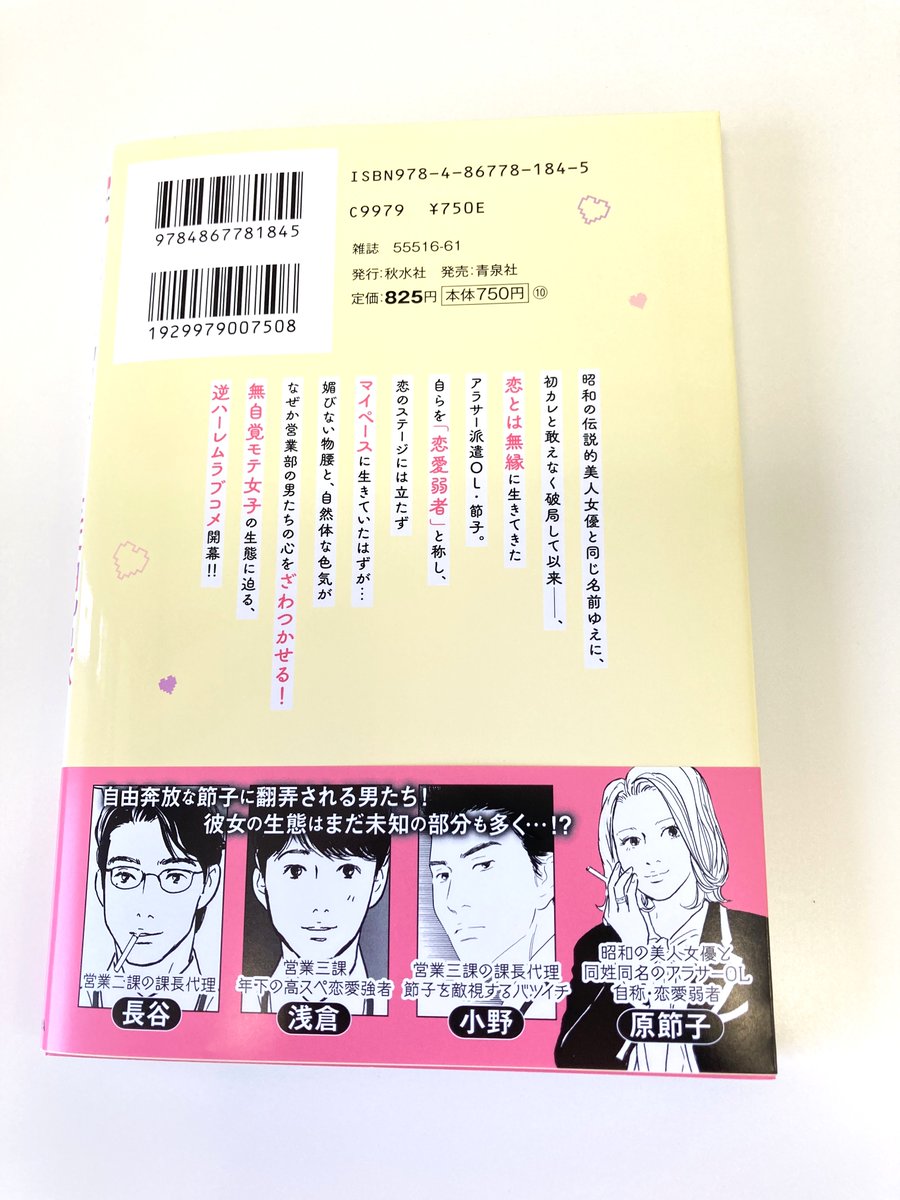 ISBN978-4-86778-184-5
C9979 ¥750E
9784867781845
雑誌 55516-61
発行：秋水社 発売：青泉社
定価：825円 本体750円 ⑩
1929979007508
昭和の伝説的美人女優と同じ名前ゆえに、
初カレと敢えなく破局して以来――、
恋とは無縁に生きてきた
アラサー派遣OL・節子。
自らを「恋愛弱者」と称し、
恋のステージには立たず
マイペースに生きていたはずが…
媚びない物腰と、自然体な色気が
なぜか営業部の男たちの心をざわつかせる！
無自覚モテ女子の生態に迫る、
逆ハーレムラブコメ開幕!!
自由奔放な節子に翻弄される男たち！
彼女の生態はまだ未知の部分も多く…!?
営業二課の課長代理
長谷
営業三課
年下の高スペ恋愛強者
浅倉
営業三課の課長代理
節子を敵視するバツイチ
小野
昭和の美人女優と
同姓同名のアラサーOL
自称・恋愛弱者
原節子